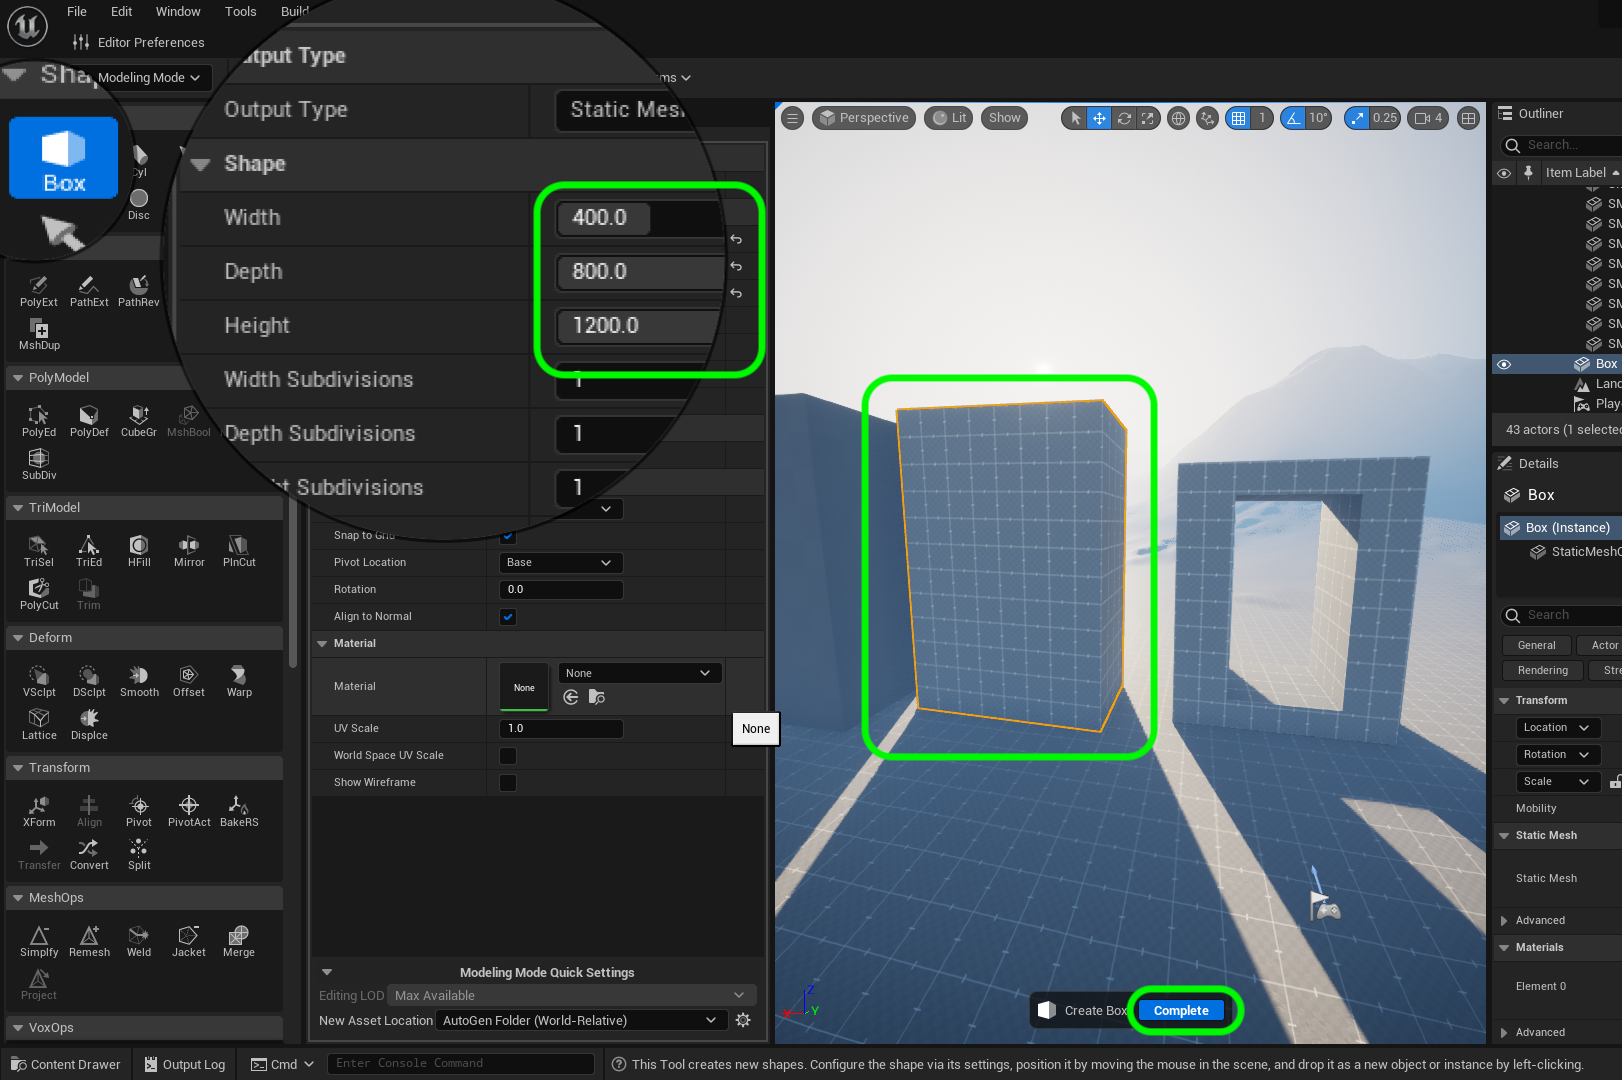 File Edit Window Tools Build
Editor Preferences
Modeling Mode
Output Type
Static Mes
Shape
Width
400.0
Depth
800.0
Height
1200.0
Width Subdivisions
1
Depth Subdivisions
1
Subdivisions
1
Box
Cyl
Disc
PolyExt PathExt PathRev
MshDup
PolyModel
PolyEd PolyDef CubeGr MshBool
SubDiv
TriModel
TriSel TriEd HFill Mirror PlnCut
PolyCut Trim
Deform
VSclpt DSclpt Smooth Offset Warp
Lattice Displce
Transform
XForm Align Pivot PivotAct BakeRS
Transfer Convert Split
MeshOps
Simplfy Remesh Weld Jacket Merge
Project
VoxOps
Snap to Grid
Pivot Location
Base
Rotation
0.0
Align to Normal
Material
Material
None
None
UV Scale
1.0
World Space UV Scale
Show Wireframe
None
Modeling Mode Quick Settings
Editing LOD Max Available
New Asset Location AutoGen Folder (World-Relative)
Perspective Lit Show
1 10° 0.25 4
Z
X Y
Create Box Complete
Outliner
Search...
Item Label
SM
SM
SM
SM
SM
SM
SM
SM
Box
Land
Play
43 actors (1 selected
Details
Box
Box (Instance)
StaticMeshC
Search
General Actor
Rendering Stre
Transform
Location
Rotation
Scale
Mobility
Static Mesh
Static Mesh
Advanced
Materials
Element 0
Advanced
Content Drawer Output Log Cmd Enter Console Command
This Tool creates new shapes. Configure the shape via its settings, position it by moving the mouse in the scene, and drop it as a new object or instance by left-clicking.